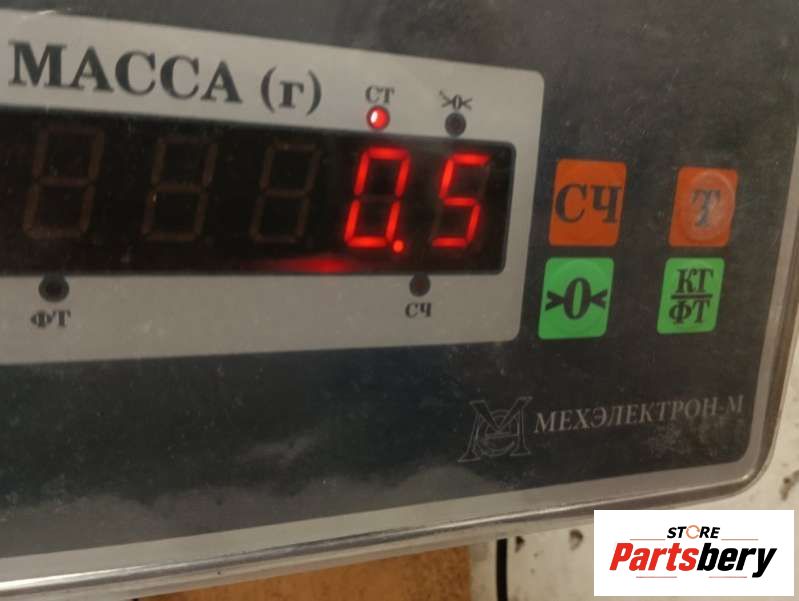 МАССА (г)
СТ >0<
0.5
ФТ СЧ
СЧ Т
>0< КГ
ФТ
МЕХЭЛЕКТРОН-М
STORE
Partsbery